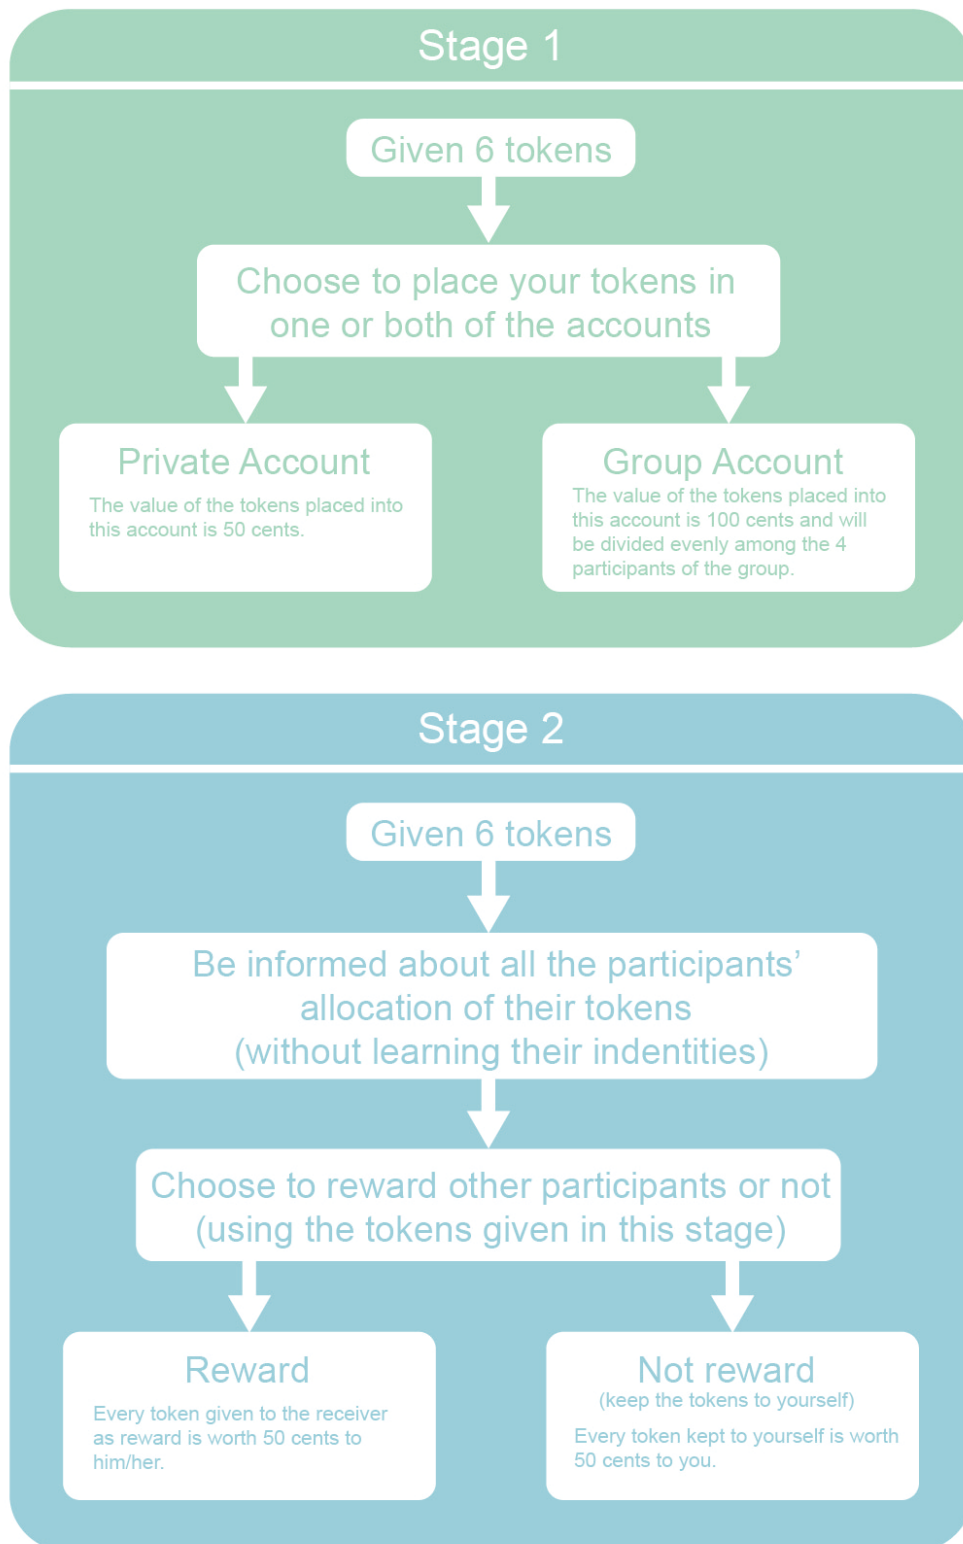 Stage 1
Given 6 tokens
Choose to place your tokens in
one or both of the accounts
Private Account
The value of the tokens placed into
this account is 50 cents.
Group Account
The value of the tokens placed into
this account is 100 cents and will
be divided evenly among the 4
participants of the group.
Stage 2
Given 6 tokens
Be informed about all the participants’
allocation of their tokens
(without learning their indentities)
Choose to reward other participants or not
(using the tokens given in this stage)
Reward
Every token given to the receiver
as reward is worth 50 cents to
him/her.
Not reward
(keep the tokens to yourself)
Every token kept to yourself is worth
50 cents to you.